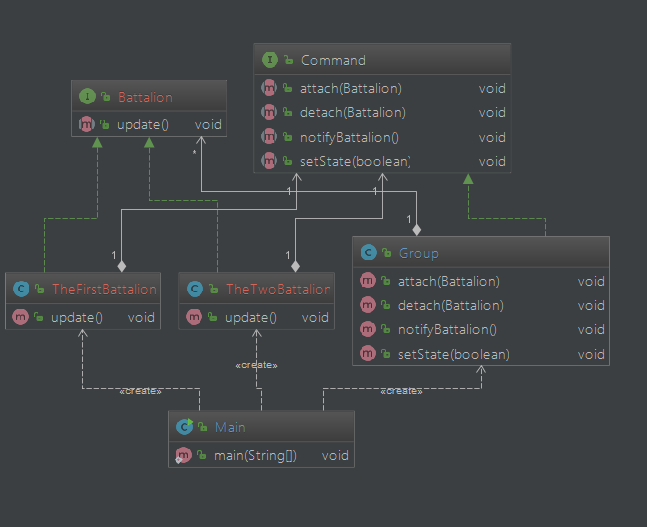 Command
attach(Battalion) void
detach(Battalion) void
notifyBattalion() void
setState(boolean) void
Battalion
update() void
*
1
1
1
1
1
Group
attach(Battalion) void
detach(Battalion) void
notifyBattalion() void
setState(boolean) void
TheFirstBattalion
update() void
TheTwoBattalion
update() void
«create»
«create»
«create»
Main
main(String[]) void